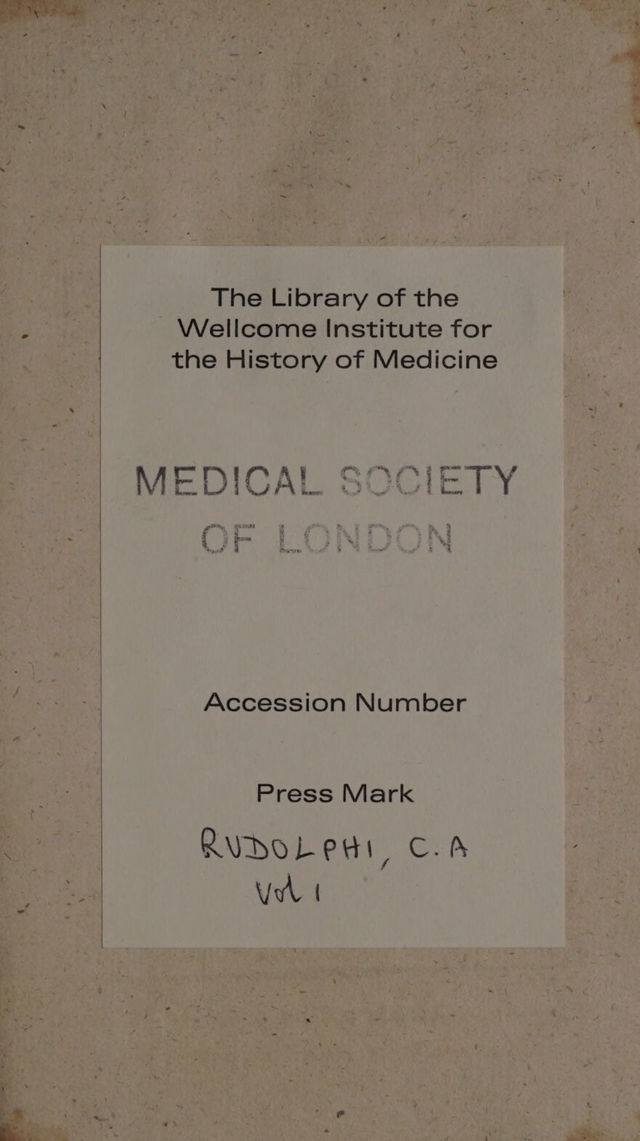 The Library of the
Wellcome Institute for
the History of Medicine
MEDICAL SOCIETY
OF LONDON
Accession Number
Press Mark
RUDOLPHI, C.A
Vol 1